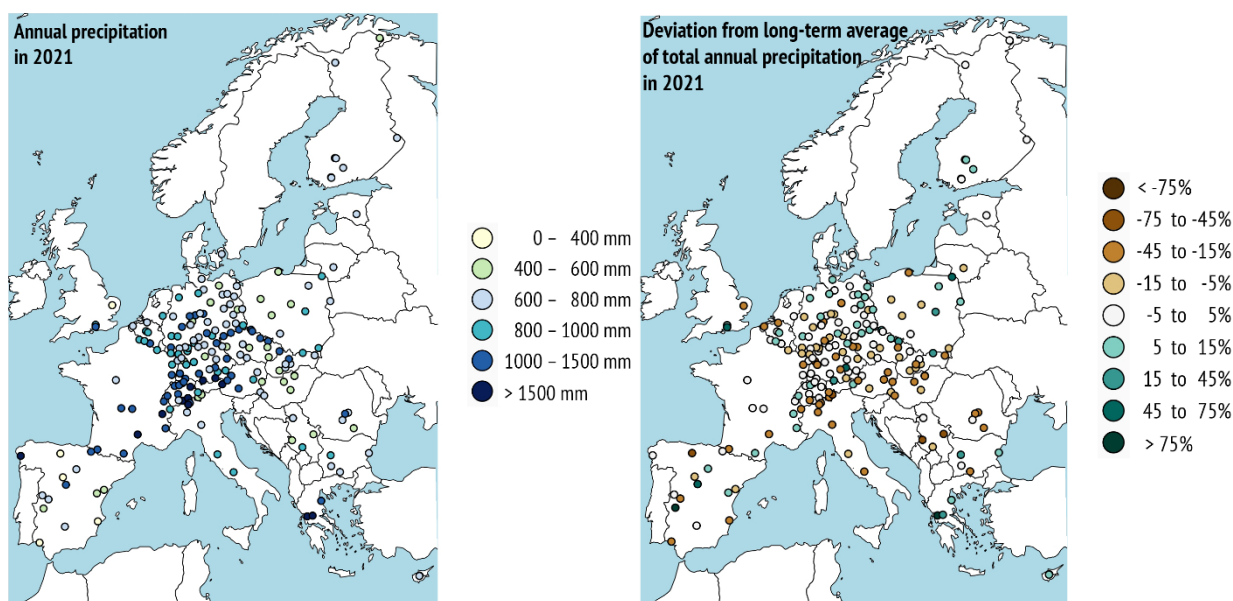 Annual precipitation
in 2021
0 – 400 mm
400 – 600 mm
600 – 800 mm
800 – 1000 mm
1000 – 1500 mm
> 1500 mm
Deviation from long-term average
of total annual precipitation
in 2021
< -75%
-75 to -45%
-45 to -15%
-15 to -5%
-5 to 5%
5 to 15%
15 to 45%
45 to 75%
> 75%